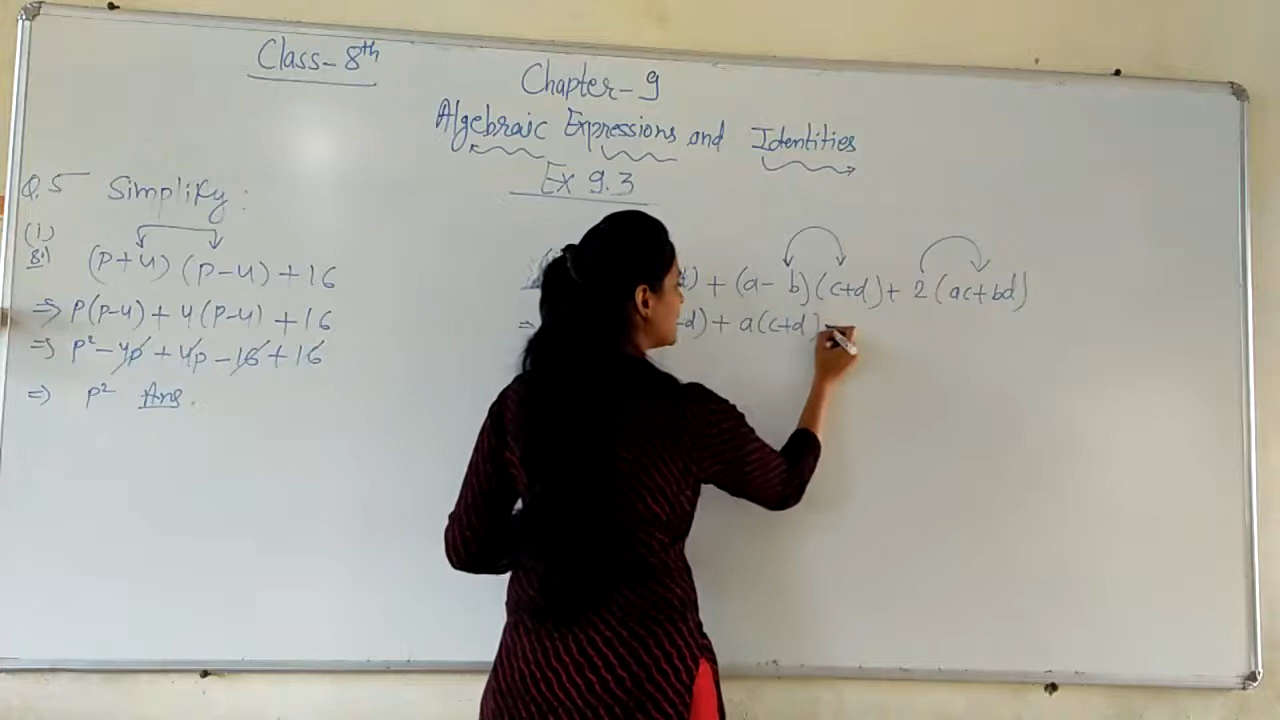 Class-8th
Chapter-9
Algebraic Expressions and Identities
Ex 9.3
Q.5 Simplify:
(i)
(p+4)(p-4)+16
⇒ p(p-4)+4(p-4)+16
⇒ p²-4p+4p-16+16
⇒ p² Ans.
)+(a-b)(c+d)+2(ac+bd)
⇒ -d)+a(c+d)-